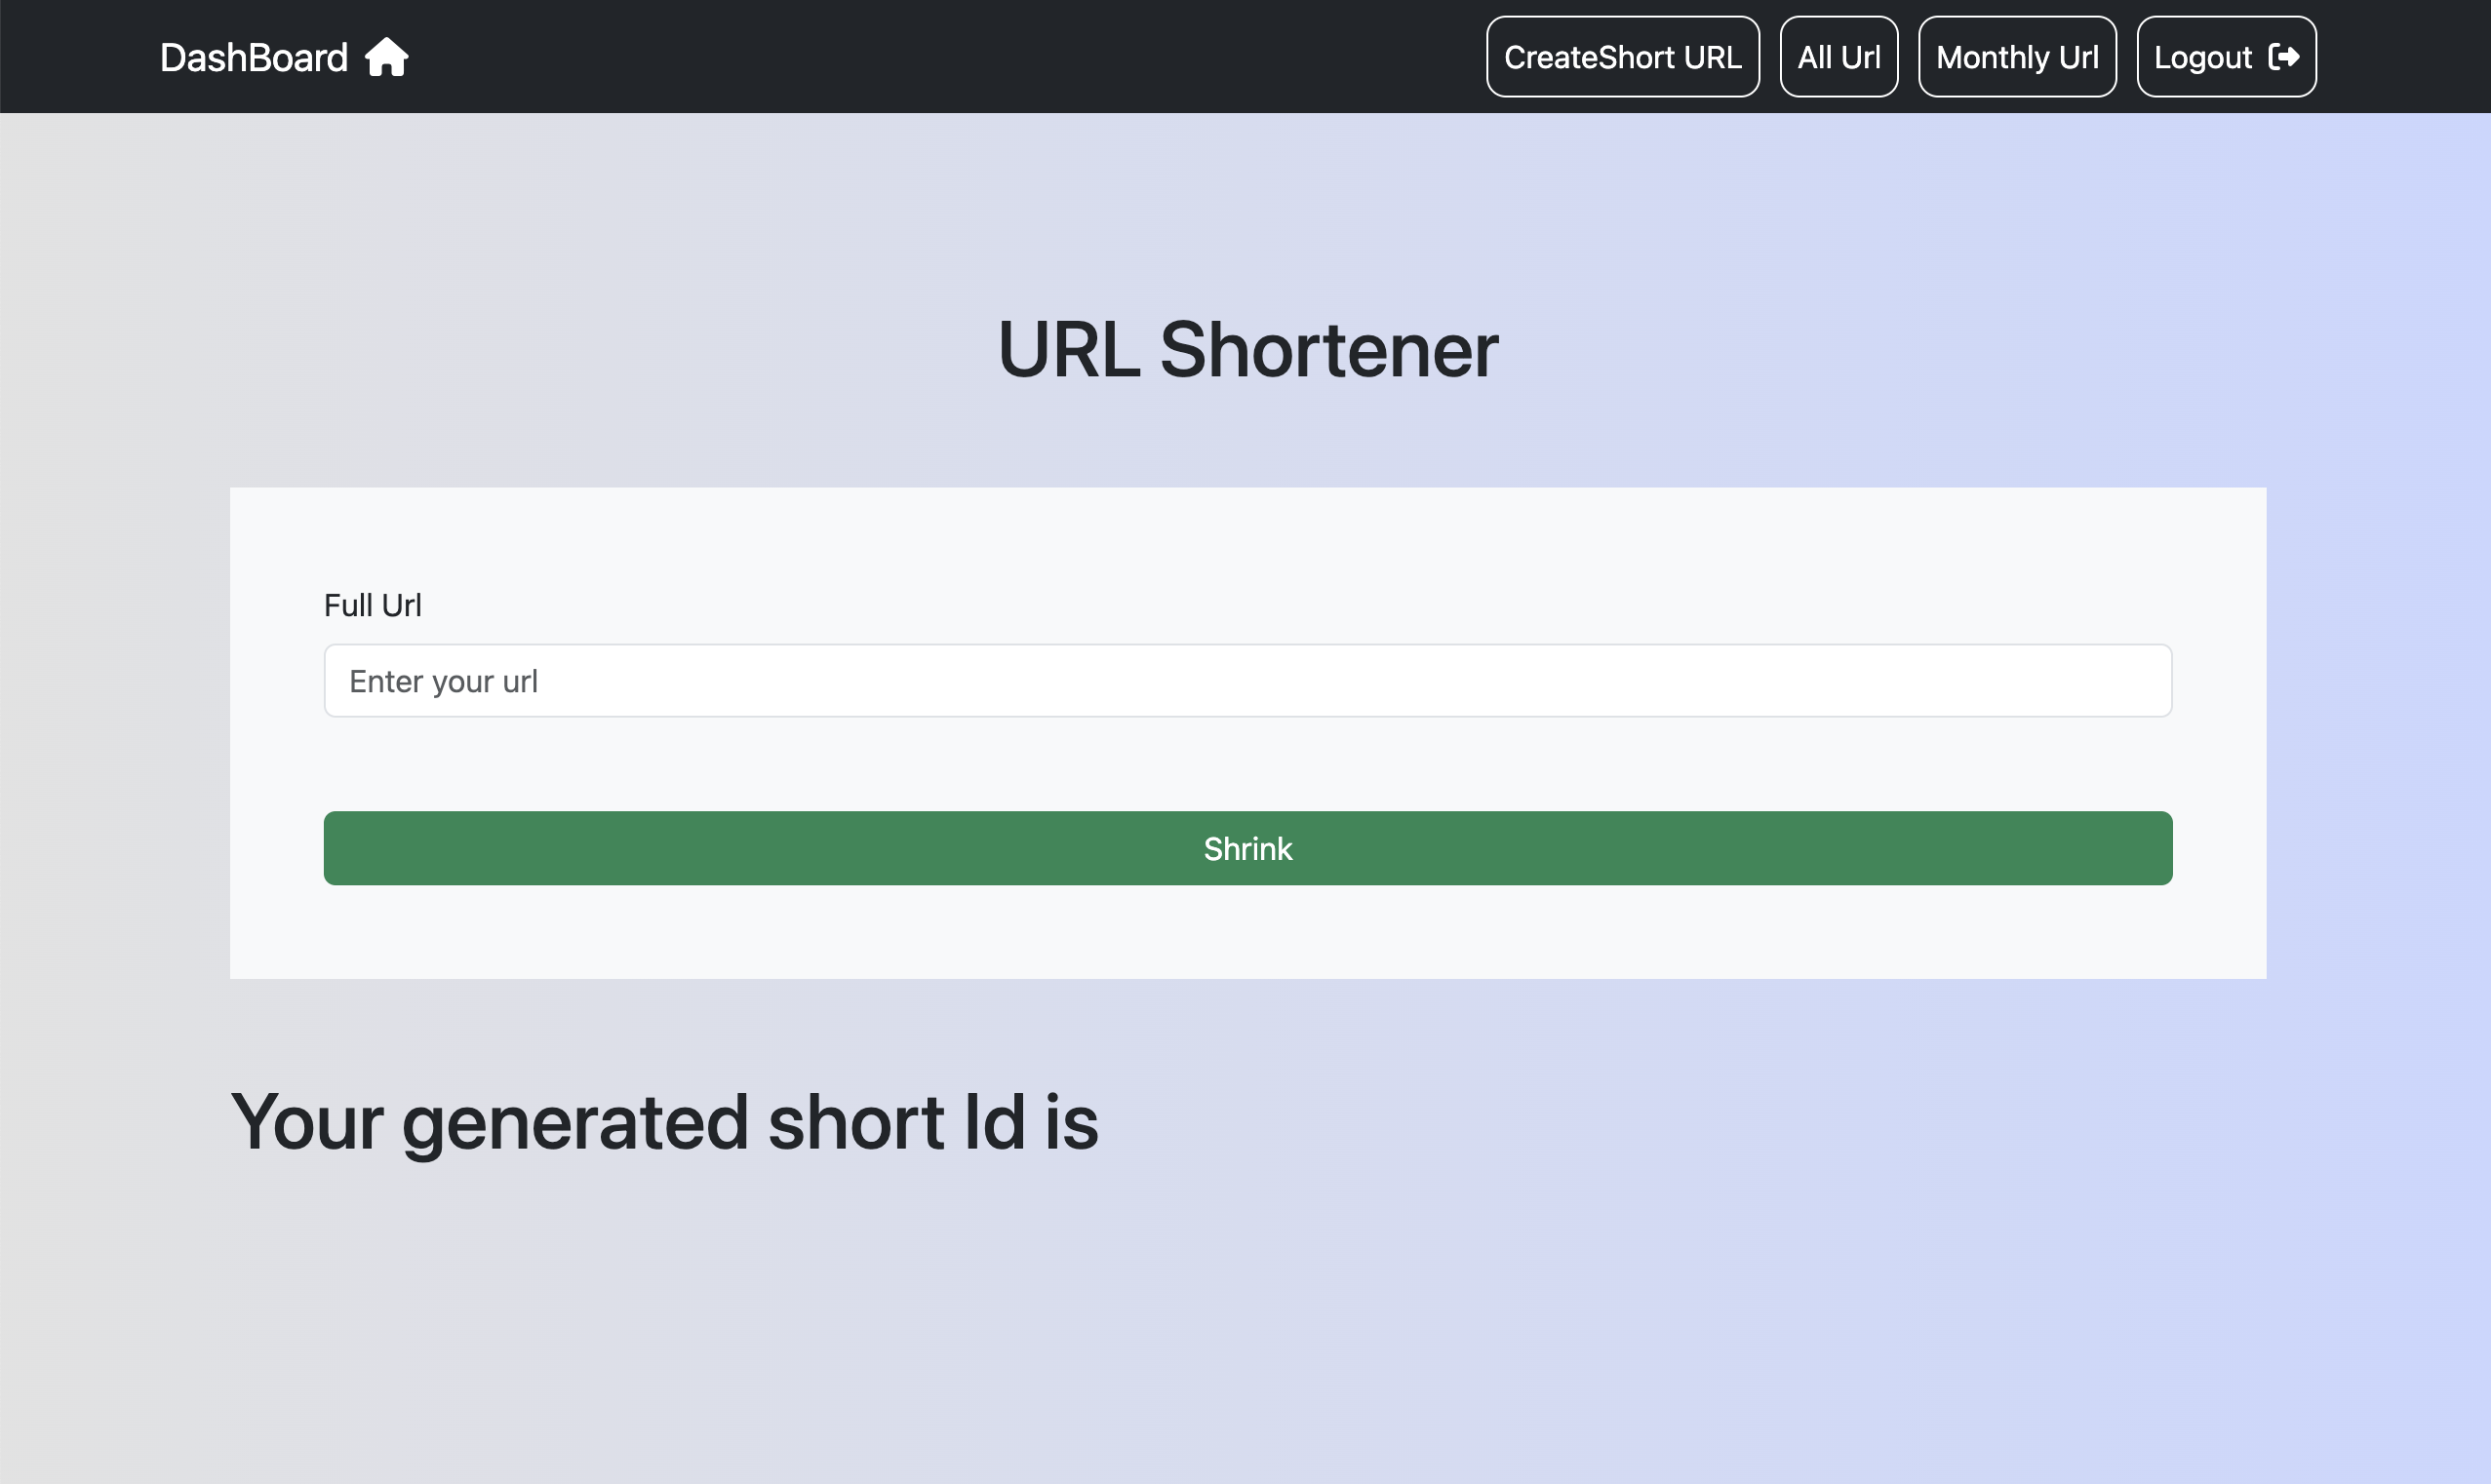 DashBoard
CreateShort URL
All Url
Monthly Url
Logout
URL Shortener
Full Url
Enter your url
Shrink
Your generated short Id is